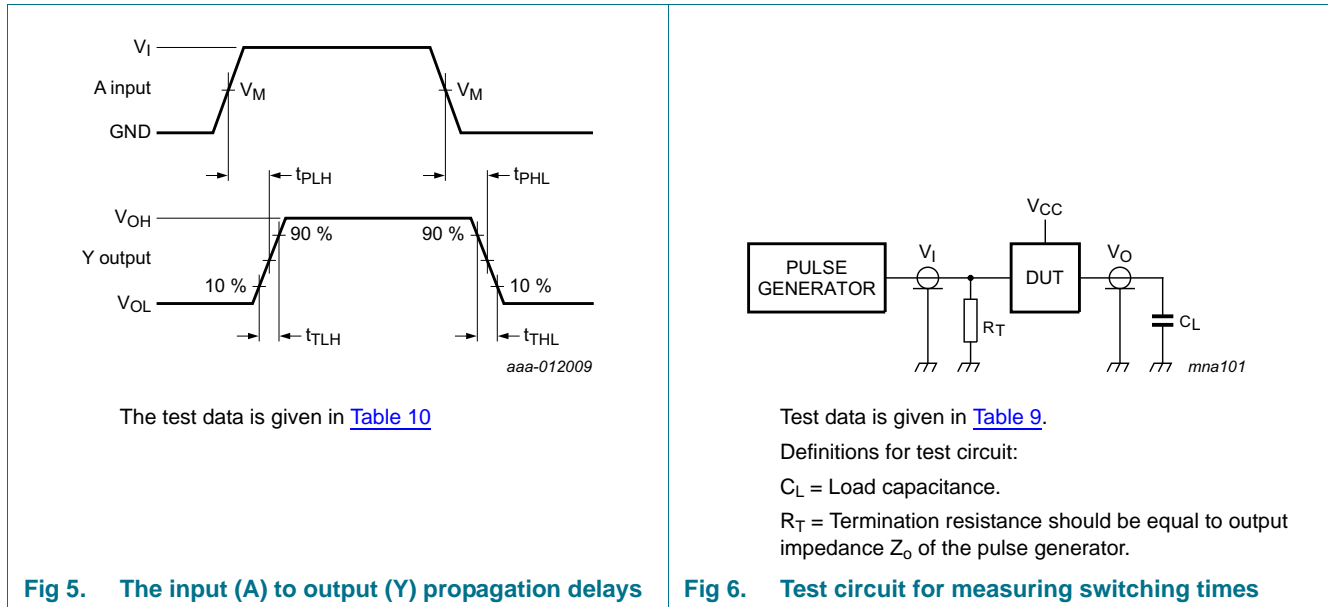 VI
A input
VM
VM
GND
tPLH
tPHL
VOH
90 %
90 %
Y output
10 %
10 %
VOL
tTLH
tTHL
aaa-012009
The test data is given in Table 10
Fig 5. The input (A) to output (Y) propagation delays
VCC
PULSE
GENERATOR
VI
DUT
VO
RT
CL
mna101
Test data is given in Table 9.
Definitions for test circuit:
CL = Load capacitance.
RT = Termination resistance should be equal to output
impedance Zo of the pulse generator.
Fig 6. Test circuit for measuring switching times